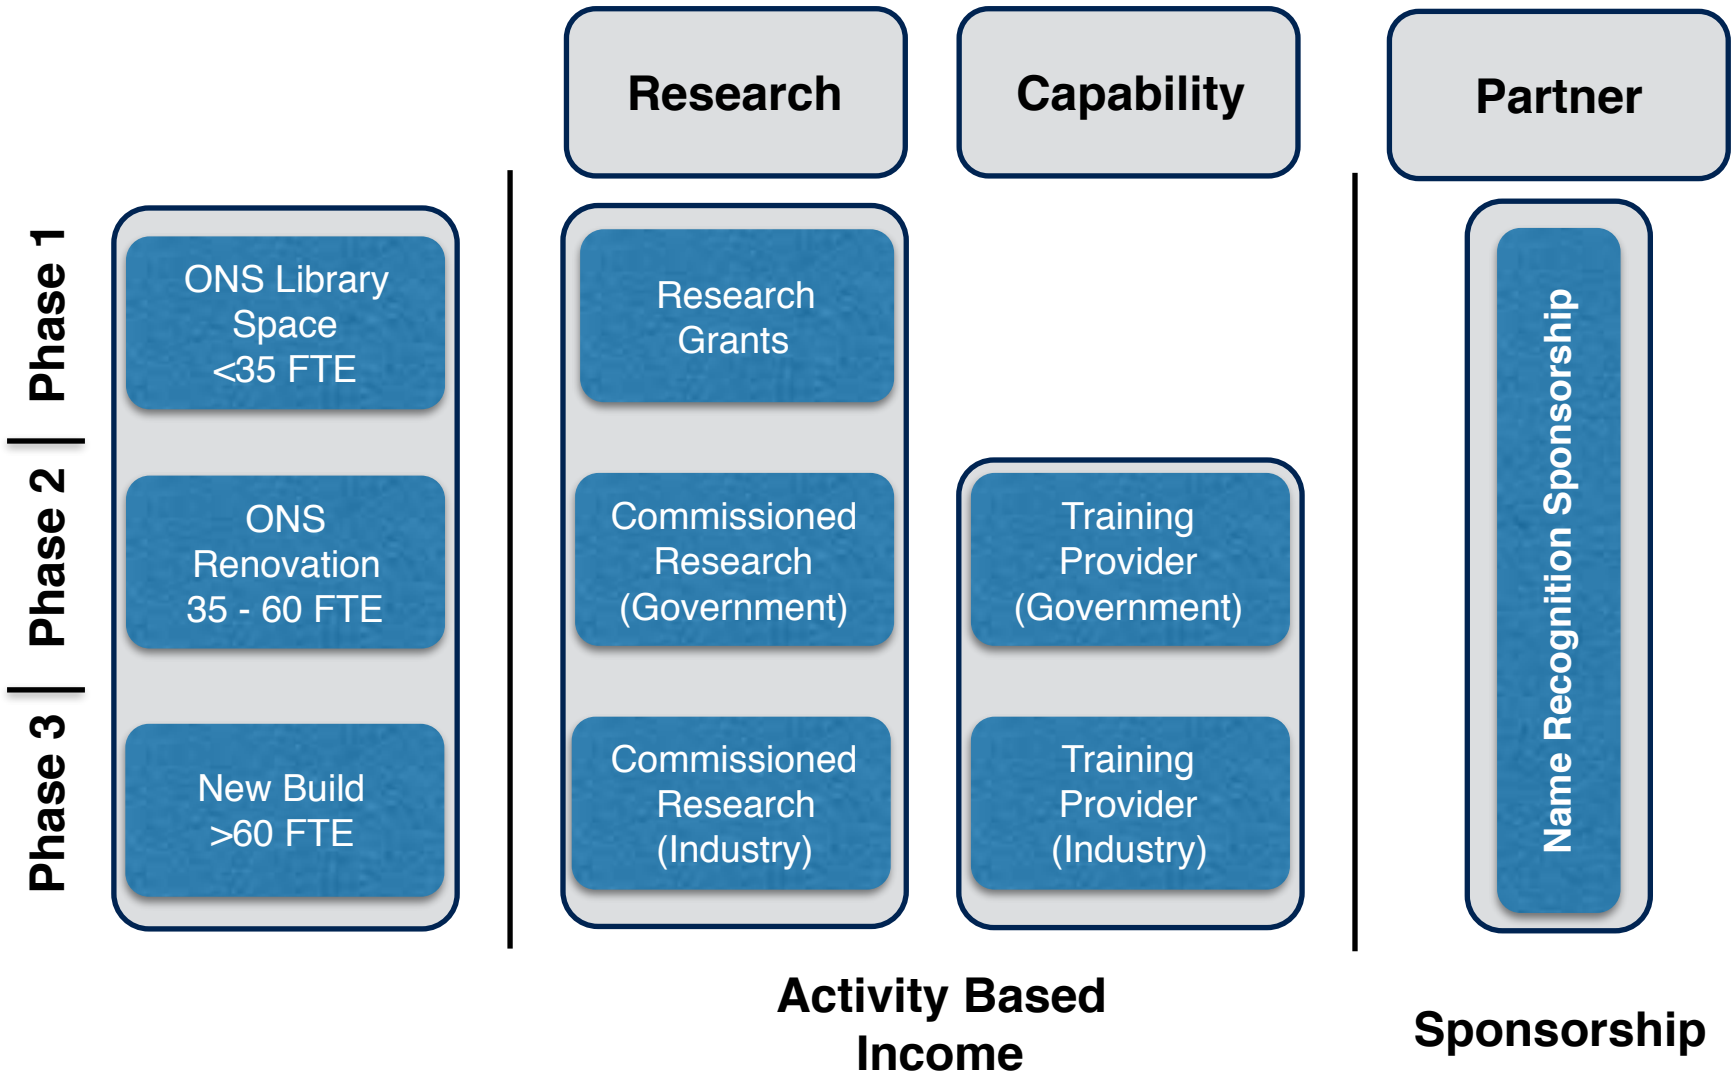 Research
Capability
Partner
Phase 1
ONS Library
Space
<35 FTE
Research
Grants
Phase 2
ONS
Renovation
35 - 60 FTE
Commissioned
Research
(Government)
Training
Provider
(Government)
Phase 3
New Build
>60 FTE
Commissioned
Research
(Industry)
Training
Provider
(Industry)
Name Recognition Sponsorship
Activity Based
Income
Sponsorship